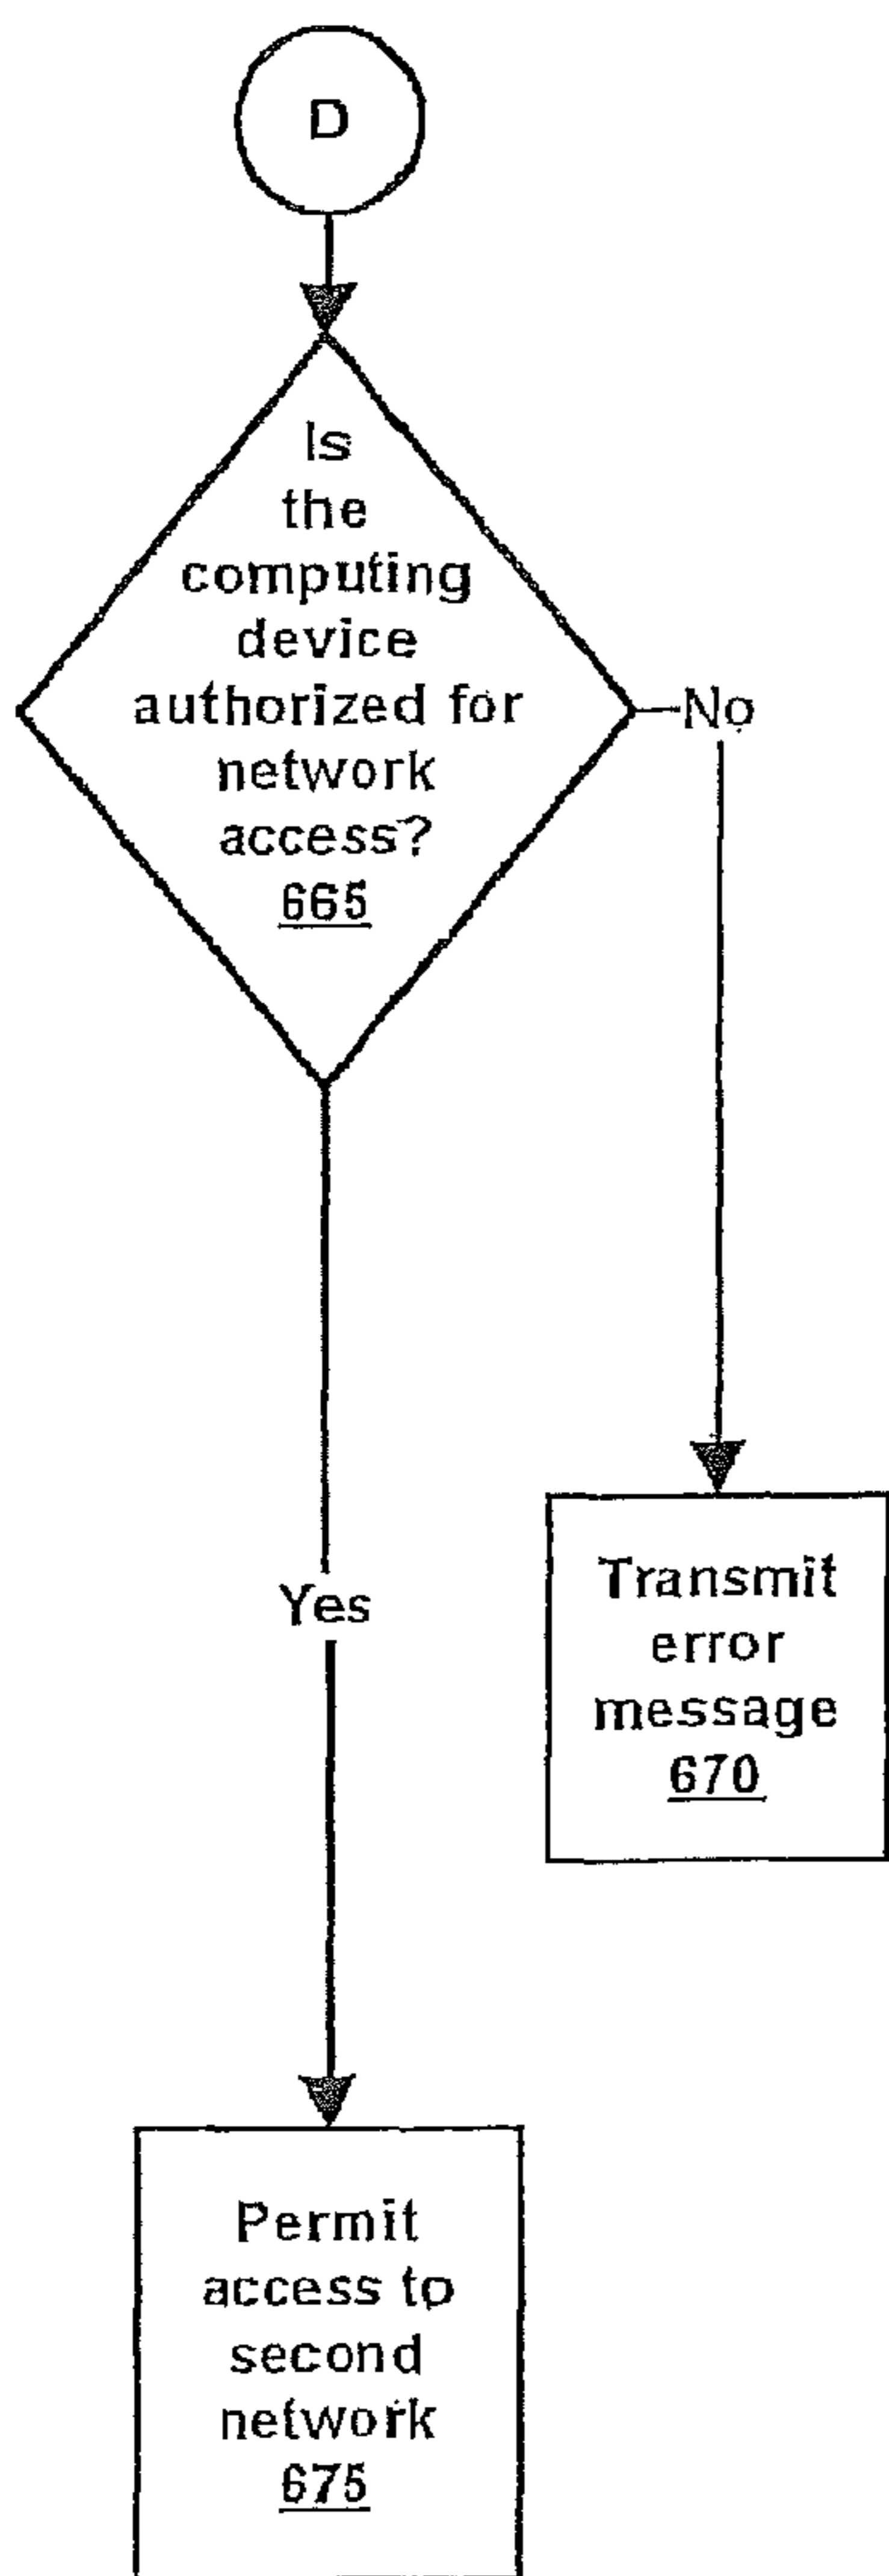 D
Is
the
computing
device
authorized for
network
access?
665
No
Yes
Transmit
error
message
670
Permit
access to
second
network
675